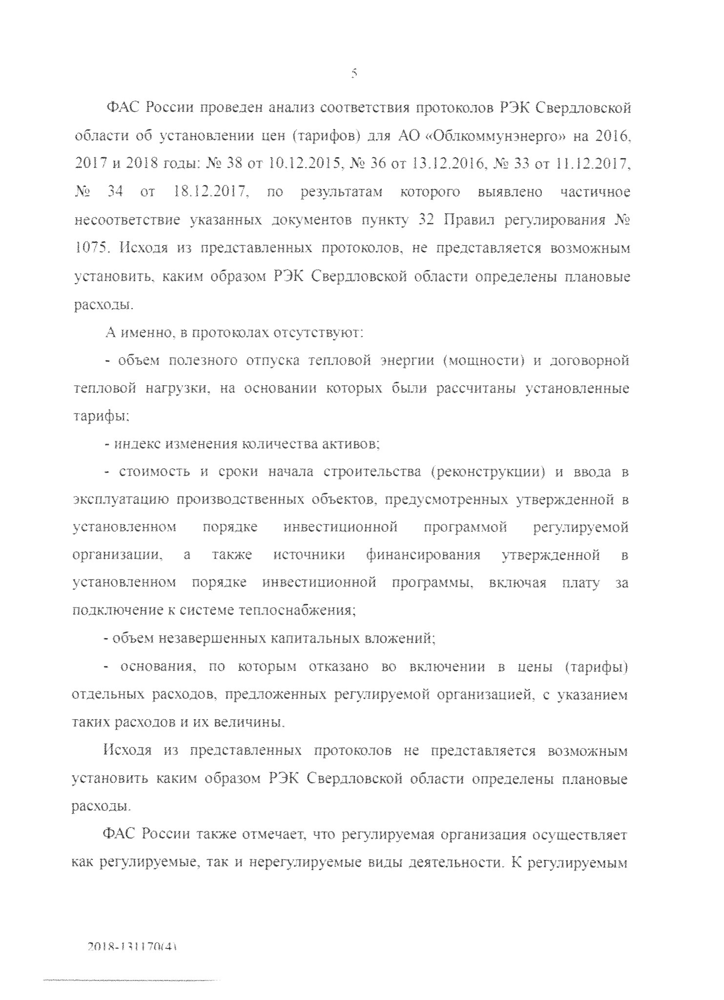 5
ФАС России проведен анализ соответствия протоколов РЭК Свердловской
области об установлении цен (тарифов) для АО «Облкоммунэнерго» на 2016,
2017 и 2018 годы: № 38 от 10.12.2015, № 36 от 13.12.2016, № 33 от 11.12.2017,
№ 34 от 18.12.2017, по результатам которого выявлено частичное
несоответствие указанных документов пункту 32 Правил регулирования №
1075. Исходя из представленных протоколов, не представляется возможным
установить, каким образом РЭК Свердловской области определены плановые
расходы.
А именно, в протоколах отсутствуют:
- объем полезного отпуска тепловой энергии (мощности) и договорной
тепловой нагрузки, на основании которых были рассчитаны установленные
тарифы;
- индекс изменения количества активов;
- стоимость и сроки начала строительства (реконструкции) и ввода в
эксплуатацию производственных объектов, предусмотренных утвержденной в
установленном порядке инвестиционной программой регулируемой
организации, а также источники финансирования утвержденной в
установленном порядке инвестиционной программы, включая плату за
подключение к системе теплоснабжения;
- объем незавершенных капитальных вложений;
- основания, по которым отказано во включении в цены (тарифы)
отдельных расходов, предложенных регулируемой организацией, с указанием
таких расходов и их величины.
Исходя из представленных протоколов не представляется возможным
установить каким образом РЭК Свердловской области определены плановые
расходы.
ФАС России также отмечает, что регулируемая организация осуществляет
как регулируемые, так и нерегулируемые виды деятельности. К регулируемым
2018-131170(4)